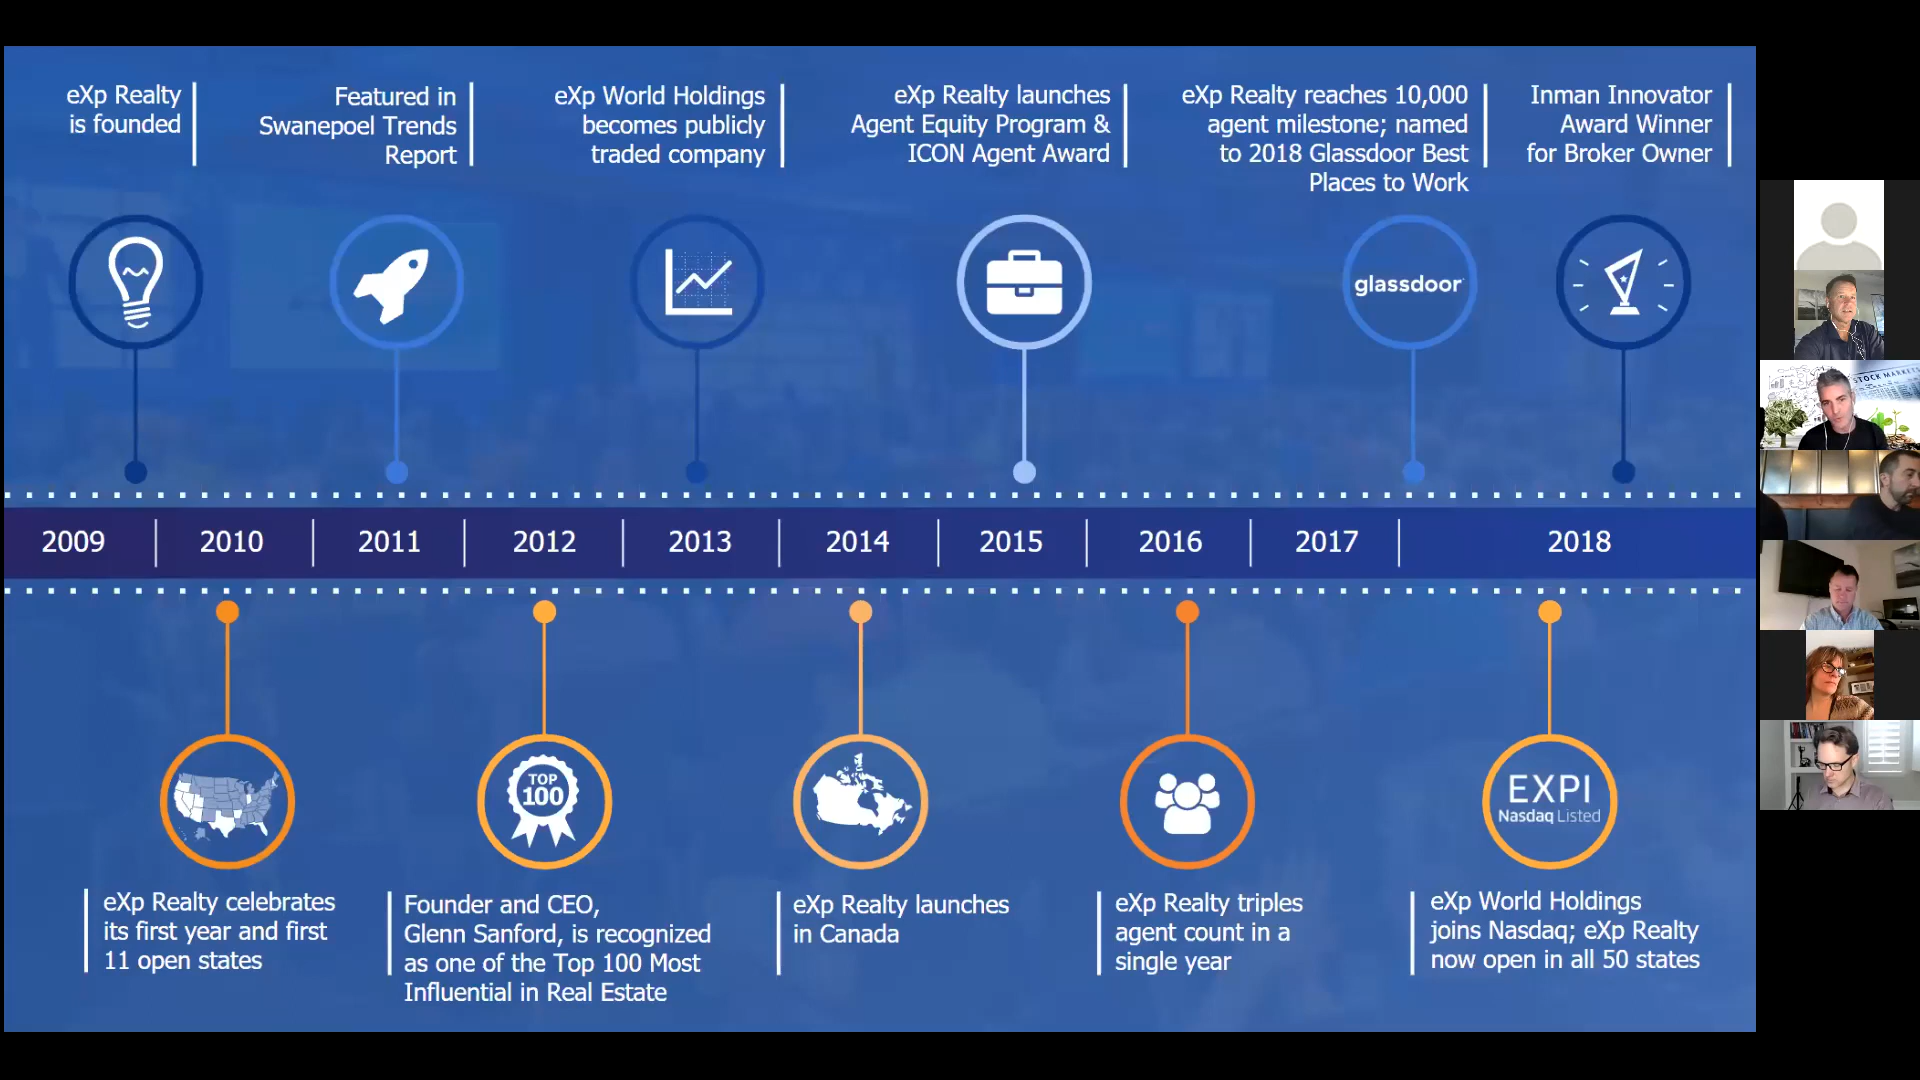 eXp Realty
is founded
Featured in
Swanepoel Trends
Report
eXp World Holdings
becomes publicly
traded company
eXp Realty launches
Agent Equity Program &
ICON Agent Award
eXp Realty reaches 10,000
agent milestone; named
to 2018 Glassdoor Best
Places to Work
Inman Innovator
Award Winner
for Broker Owner
glassdoor
STOCK MARKET
2009
2010
2011
2012
2013
2014
2015
2016
2017
2018
TOP
100
EXPI
Nasdaq Listed
eXp Realty celebrates
its first year and first
11 open states
Founder and CEO,
Glenn Sanford, is recognized
as one of the Top 100 Most
Influential in Real Estate
eXp Realty launches
in Canada
eXp Realty triples
agent count in a
single year
eXp World Holdings
joins Nasdaq; eXp Realty
now open in all 50 states